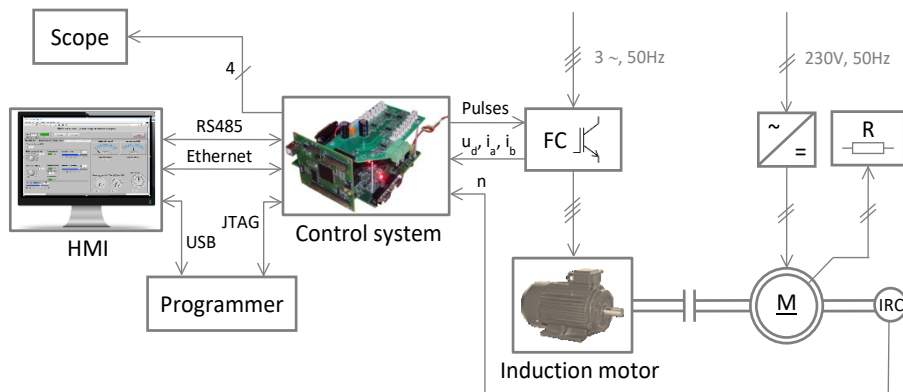 Scope
4
3 ~, 50Hz
230V, 50Hz
RS485
Ethernet
Pulses
u_d, i_a, i_b
n
FC
~
=
R
HMI
USB
JTAG
Control system
Programmer
Induction motor
M
IRC